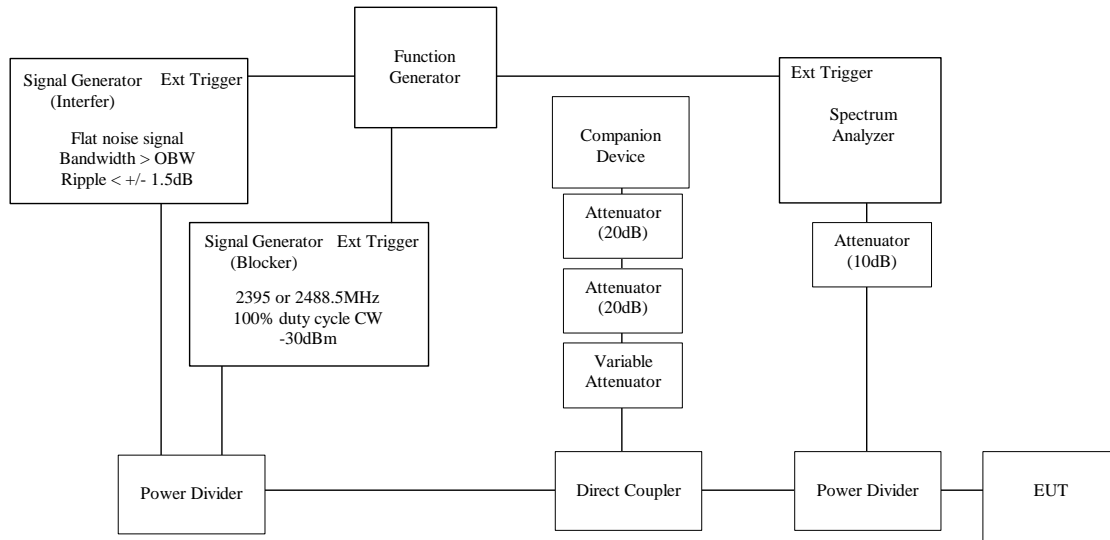 Function
Generator
Signal Generator Ext Trigger
(Interfer)
Flat noise signal
Bandwidth > OBW
Ripple < +/- 1.5dB
Ext Trigger
Spectrum
Analyzer
Companion
Device
Attenuator
(20dB)
Attenuator
(10dB)
Signal Generator Ext Trigger
(Blocker)
2395 or 2488.5MHz
100% duty cycle CW
-30dBm
Attenuator
(20dB)
Variable
Attenuator
Power Divider
Direct Coupler
Power Divider
EUT